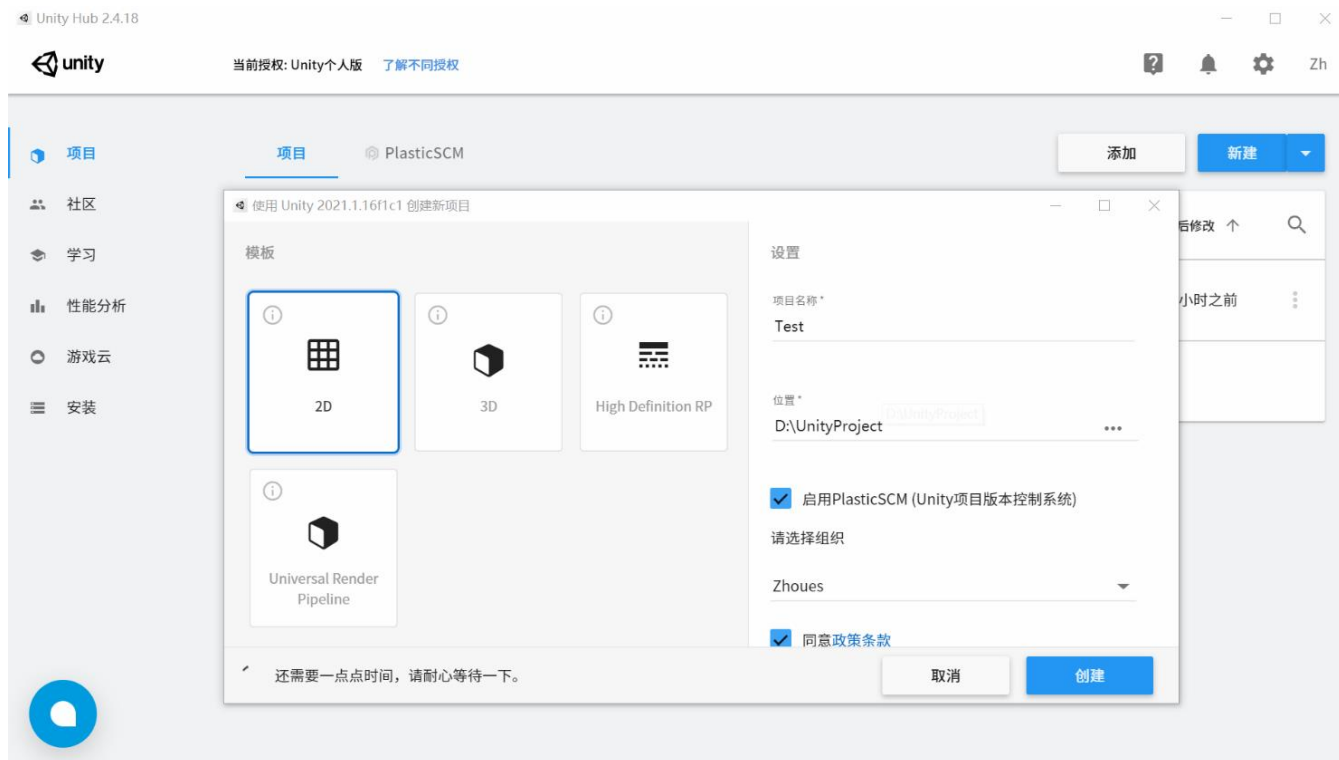 Unity Hub 2.4.18
unity
当前授权: Unity个人版 了解不同授权
Zh
项目
社区
学习
性能分析
游戏云
安装
项目
PlasticSCM
添加
新建
后修改
小时之前
使用 Unity 2021.1.16f1c1 创建新项目
模板
2D
3D
High Definition RP
Universal Render
Pipeline
设置
项目名称*
Test
位置*
D:\UnityProject
D:\UnityProject
启用PlasticSCM (Unity项目版本控制系统)
请选择组织
Zhoues
同意政策条款
还需要一点点时间，请耐心等待一下。
取消
创建